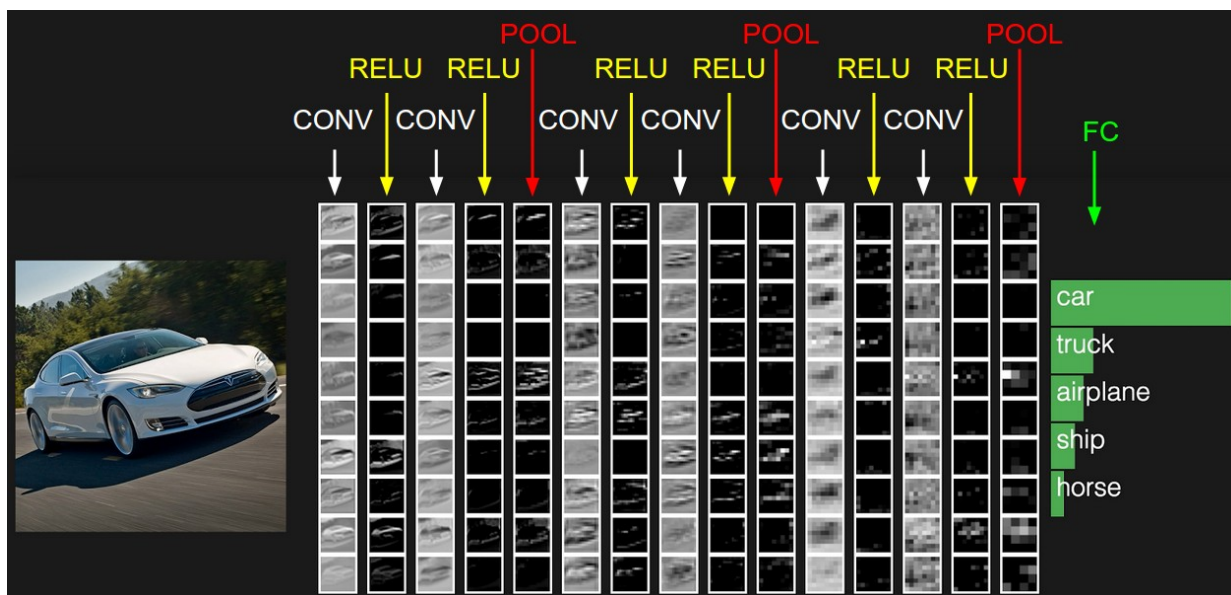 POOL POOL POOL
RELU RELU RELU RELU RELU RELU
CONV CONV CONV CONV CONV CONV
FC
car
truck
airplane
ship
horse